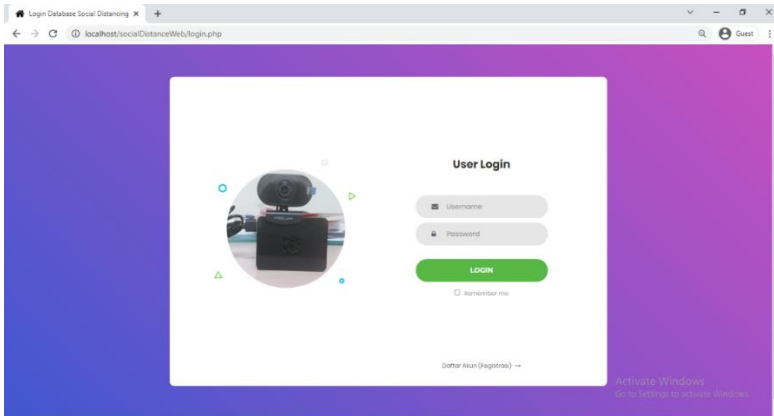 Login Database Social Distancing
localhost/socialDistanceWeb/login.php
Guest
User Login
Username
Password
LOGIN
Remember me
Daftar Akun (Registrasi) →
Activate Windows
Go to Settings to activate Windows.